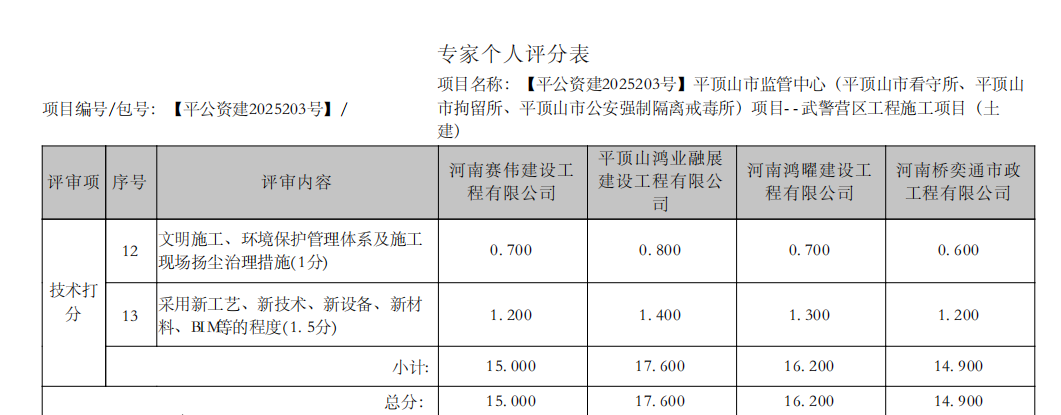 专家个人评分表
项目编号/包号：【平公资建2025203号】/
项目名称：【平公资建2025203号】平顶山市监管中心（平顶山市看守所、平顶山
市拘留所、平顶山市公安强制隔离戒毒所）项目--武警营区工程施工项目（土
建）
评审项 序号 评审内容
河南赛伟建设工
程有限公司
平顶山鸿业融展
建设工程有限公
司
河南鸿曜建设工
程有限公司
河南桥奕通市政
工程有限公司
技术打
分
12
文明施工、环境保护管理体系及施工
现场扬尘治理措施(1分)
0.700 0.800 0.700 0.600
13
采用新工艺、新技术、新设备、新材
料、BIM等的程度(1.5分)
1.200 1.400 1.300 1.200
小计: 15.000 17.600 16.200 14.900
总分: 15.000 17.600 16.200 14.900